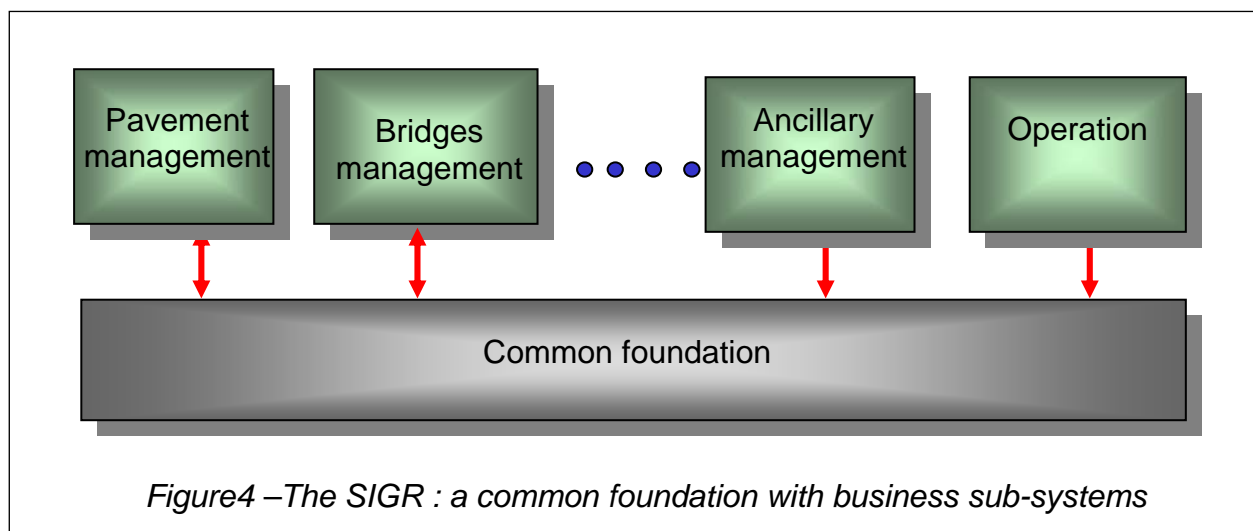 Pavement
management
Bridges
management
Ancillary
management
Operation
Common foundation
Figure4 –The SIGR : a common foundation with business sub-systems